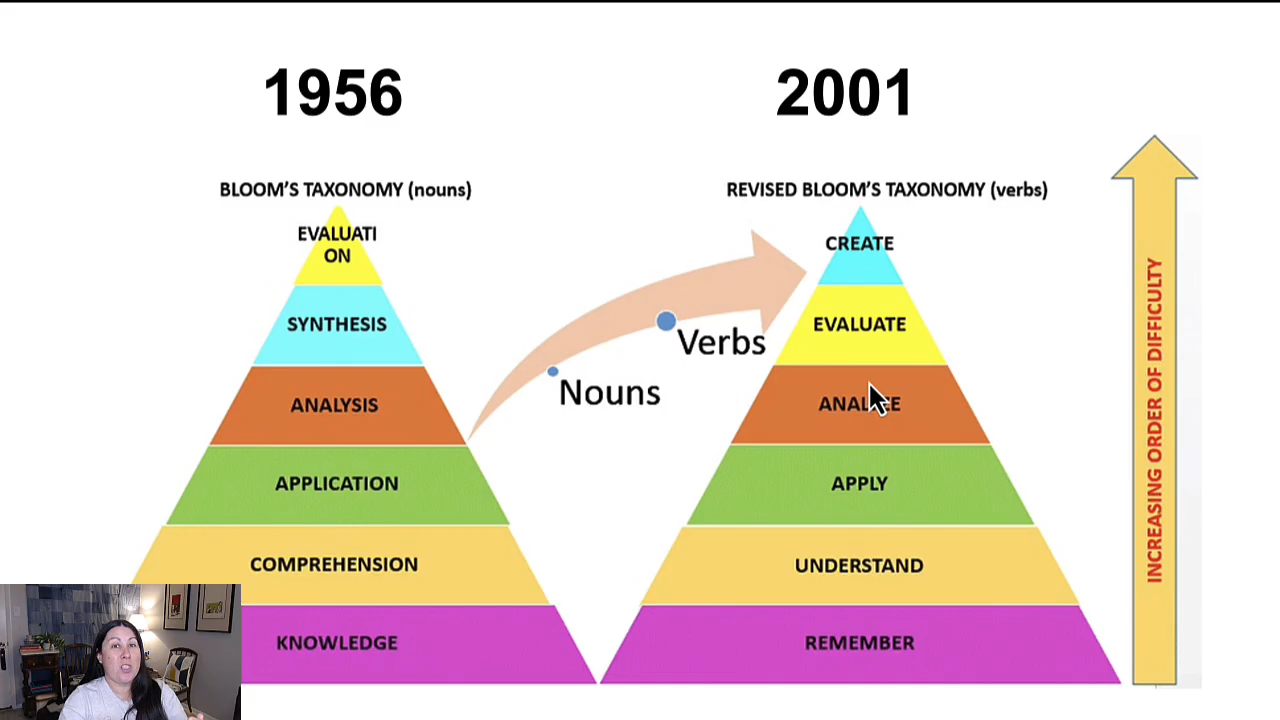 1956
2001
BLOOM'S TAXONOMY (nouns)
EVALUATI
ON
SYNTHESIS
ANALYSIS
APPLICATION
COMPREHENSION
KNOWLEDGE
Nouns
Verbs
REVISED BLOOM'S TAXONOMY (verbs)
CREATE
EVALUATE
APPLY
UNDERSTAND
REMEMBER
INCREASING ORDER OF DIFFICULTY